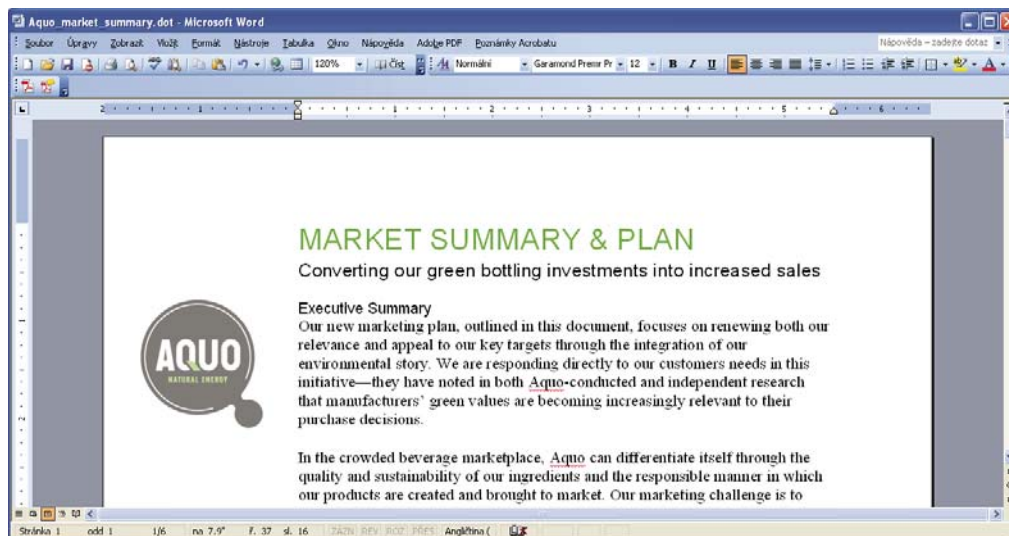 Aquo_market_summary.dot - Microsoft Word
Soubor Úpravy Zobrazit Vložit Formát Nástroje Tabulka Okno Nápověda Adobe PDF Poznámky Acrobatu Nápověda – zadejte dotaz
120% Číst Normální Garamond Premr Pr 12 B I U
2 1 1 2 3 4 5 6
MARKET SUMMARY & PLAN
Converting our green bottling investments into increased sales
Executive Summary
Our new marketing plan, outlined in this document, focuses on renewing both our
relevance and appeal to our key targets through the integration of our
environmental story. We are responding directly to our customers needs in this
initiative—they have noted in both Aquo-conducted and independent research
that manufacturers’ green values are becoming increasingly relevant to their
purchase decisions.
AQUO
NATURAL ENERGY
In the crowded beverage marketplace, Aquo can differentiate itself through the
quality and sustainability of our ingredients and the responsible manner in which
our products are created and brought to market. Our marketing challenge is to
Stránka 1 odd 1 1/6 na 7.9" ř. 37 sl. 16 ZÁZN REV ROZ PŘES Angličtina (